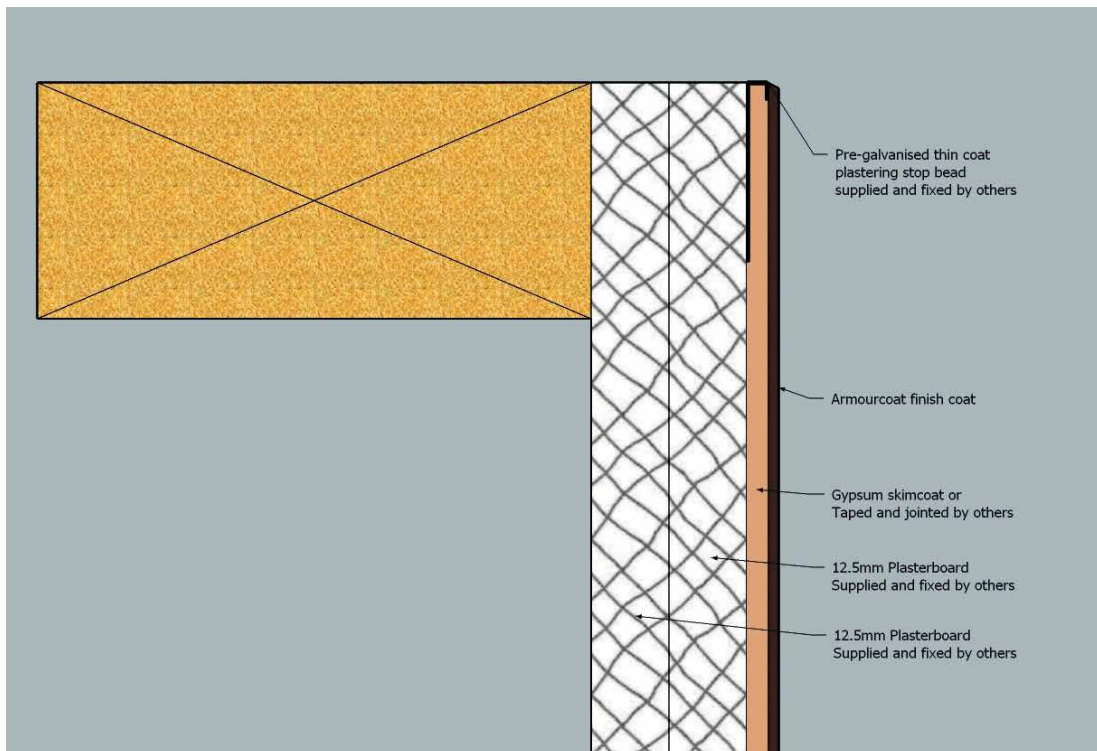 Pre-galvanised thin coat
plastering stop bead
supplied and fixed by others
Armourcoat finish coat
Gypsum skimcoat or
Taped and jointed by others
12.5mm Plasterboard
Supplied and fixed by others
12.5mm Plasterboard
Supplied and fixed by others